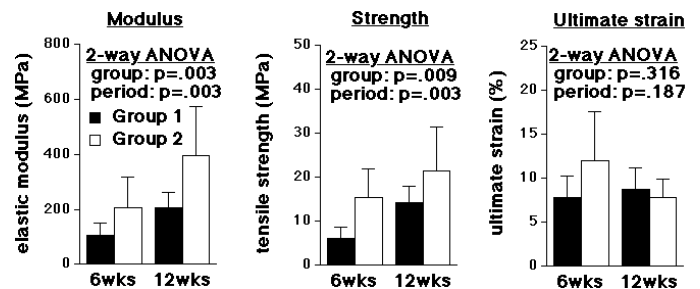 Modulus
elastic modulus (MPa)
800
600
400
200
0
2-way ANOVA
group: p=.003
period: p=.003
Group 1
Group 2
6wks 12wks
Strength
tensile strength (MPa)
50
40
30
20
10
0
2-way ANOVA
group: p=.009
period: p=.003
6wks 12wks
Ultimate strain
ultimate strain (%)
25
20
15
10
5
0
2-way ANOVA
group: p=.316
period: p=.187
6wks 12wks